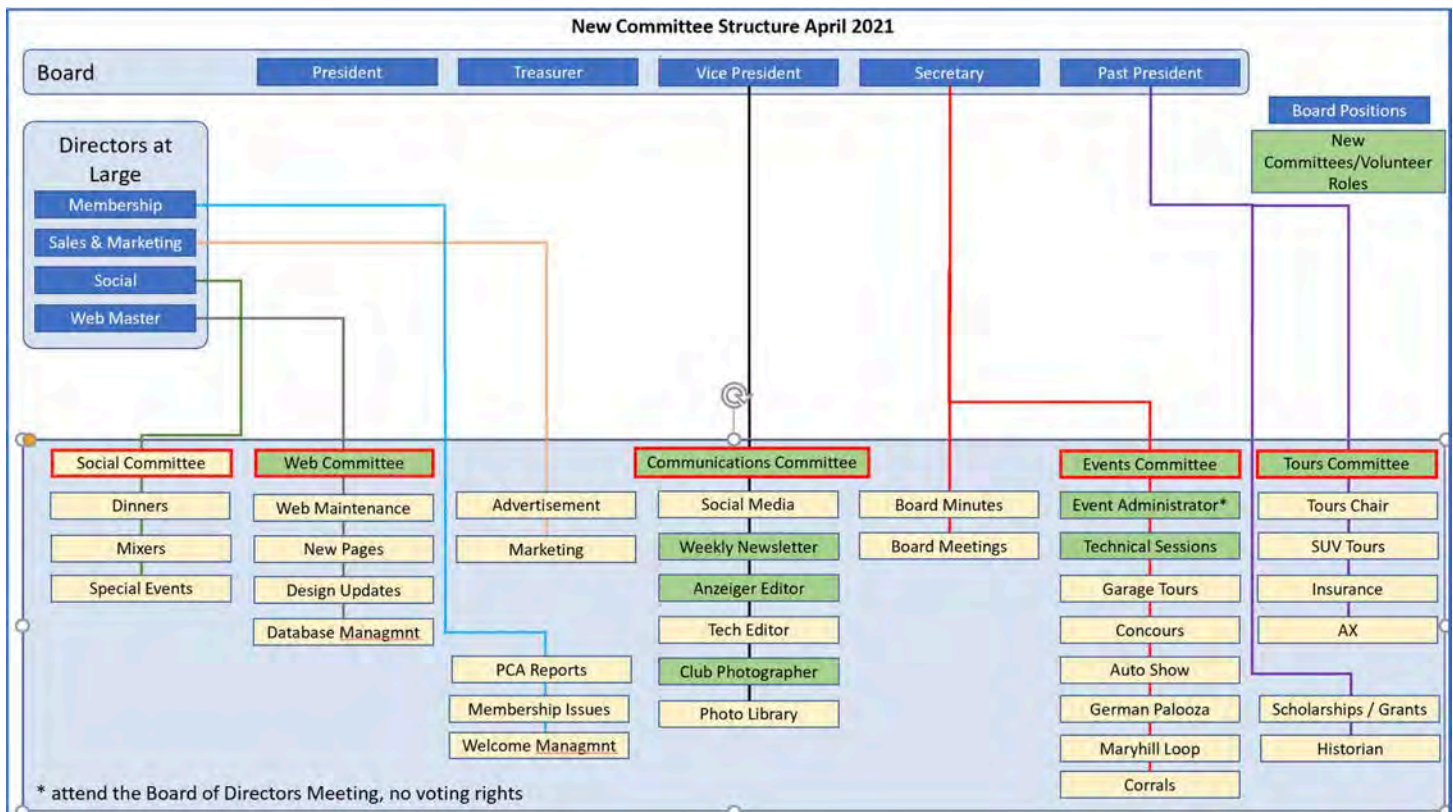 New Committee Structure April 2021
Board
President
Treasurer
Vice President
Secretary
Past President
Board Positions
New
Committees/Volunteer
Roles
Directors at
Large
Membership
Sales & Marketing
Social
Web Master
Social Committee
Dinners
Mixers
Special Events
Web Committee
Web Maintenance
New Pages
Design Updates
Database Managmnt
Advertisement
Marketing
PCA Reports
Membership Issues
Welcome Managmnt
Communications Committee
Social Media
Weekly Newsletter
Anzeiger Editor
Tech Editor
Club Photographer
Photo Library
Board Minutes
Board Meetings
Events Committee
Event Administrator*
Technical Sessions
Garage Tours
Concours
Auto Show
German Palooza
Maryhill Loop
Corrals
Tours Committee
Tours Chair
SUV Tours
Insurance
AX
Scholarships / Grants
Historian
* attend the Board of Directors Meeting, no voting rights